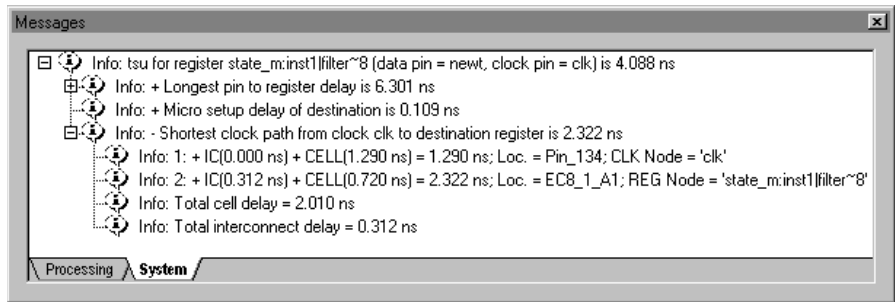 Messages
Info: tsu for register state_m:inst1|filter~8 (data pin = newt, clock pin = clk) is 4.088 ns
Info: + Longest pin to register delay is 6.301 ns
Info: + Micro setup delay of destination is 0.109 ns
Info: - Shortest clock path from clock clk to destination register is 2.322 ns
Info: 1: + IC(0.000 ns) + CELL(1.290 ns) = 1.290 ns; Loc. = Pin_134; CLK Node = 'clk'
Info: 2: + IC(0.312 ns) + CELL(0.720 ns) = 2.322 ns; Loc. = EC8_1_A1; REG Node = 'state_m:inst1|filter~8'
Info: Total cell delay = 2.010 ns
Info: Total interconnect delay = 0.312 ns
Processing System